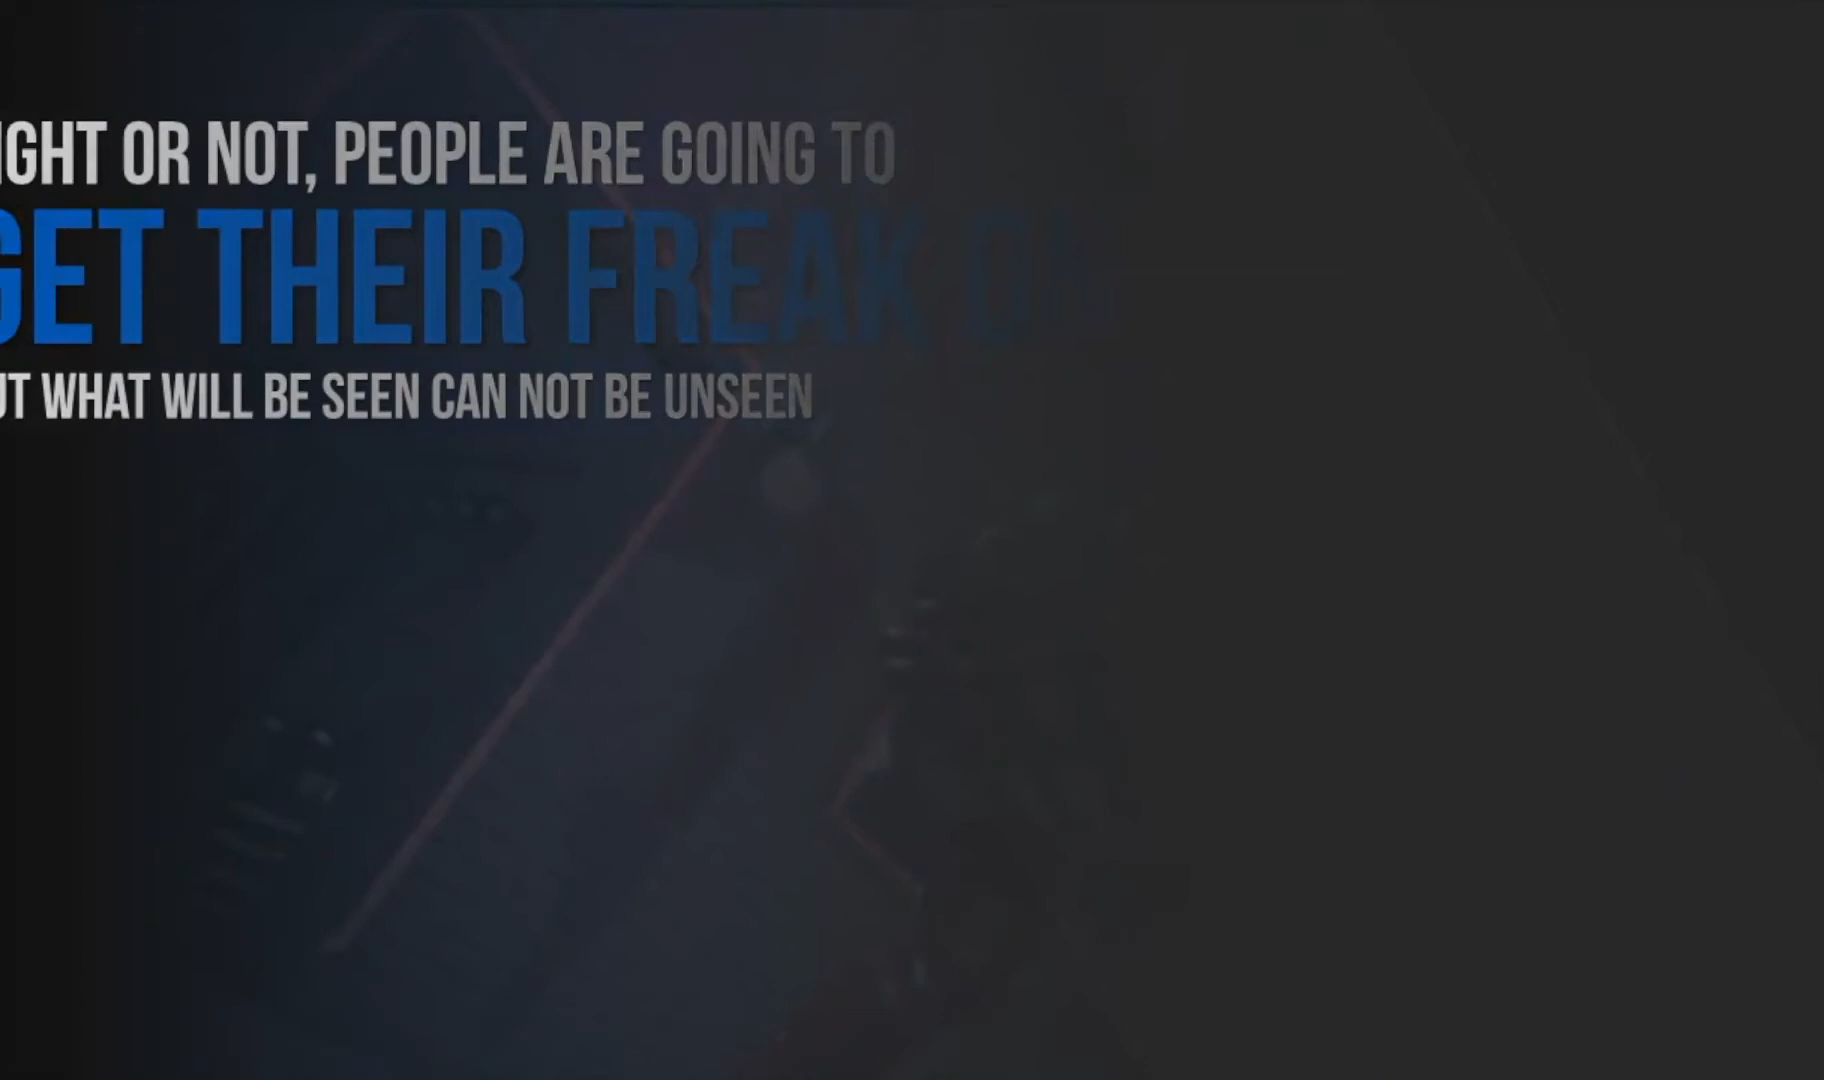 IGHT OR NOT, PEOPLE ARE GOING TO
GET THEIR FREAK ON
UT WHAT WILL BE SEEN CAN NOT BE UNSEEN